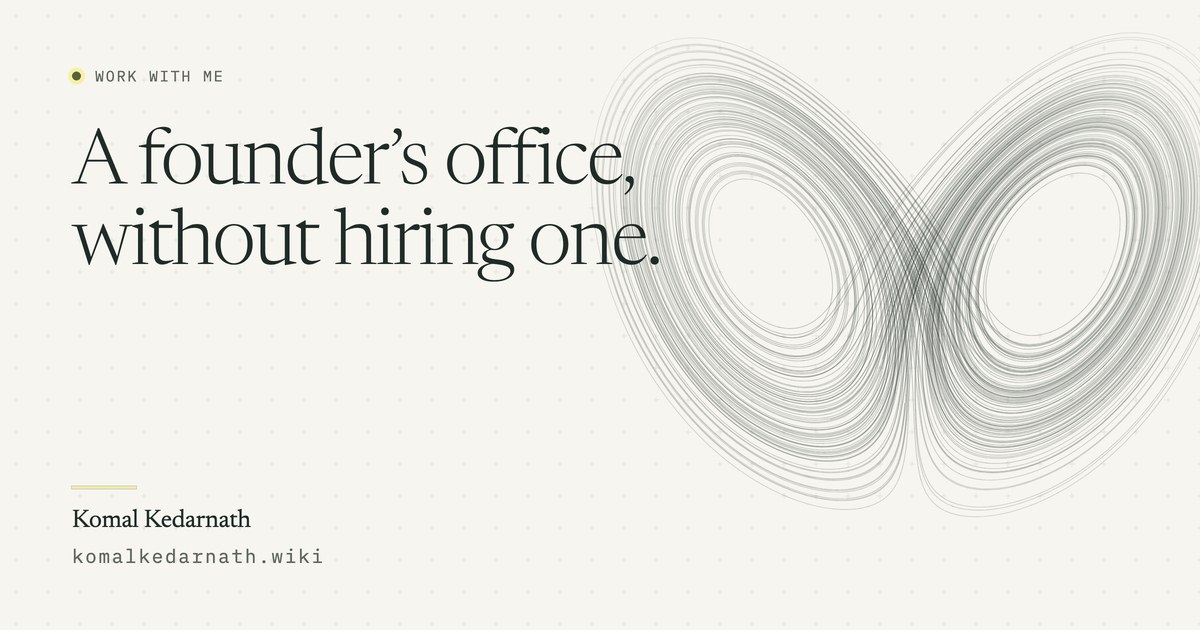 WORK WITH ME
A founder’s office,
without hiring one.
Komal Kedarnath
komalkedarnath.wiki